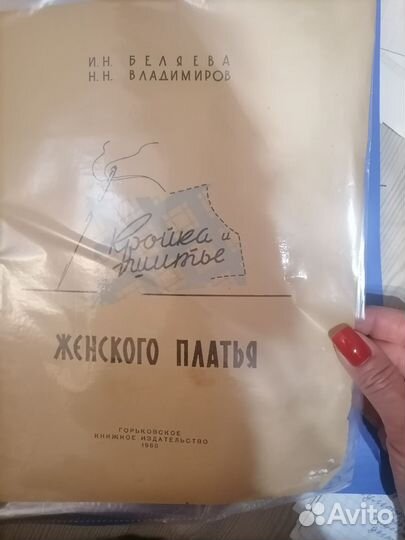 И. Н. БЕЛЯЕВА
Н. Н. ВЛАДИМИРОВ
Кройка и
шитье
ЖЕНСКОГО ПЛАТЬЯ
ГОРЬКОВСКОЕ
КНИЖНОЕ ИЗДАТЕЛЬСТВО
1960
Avito